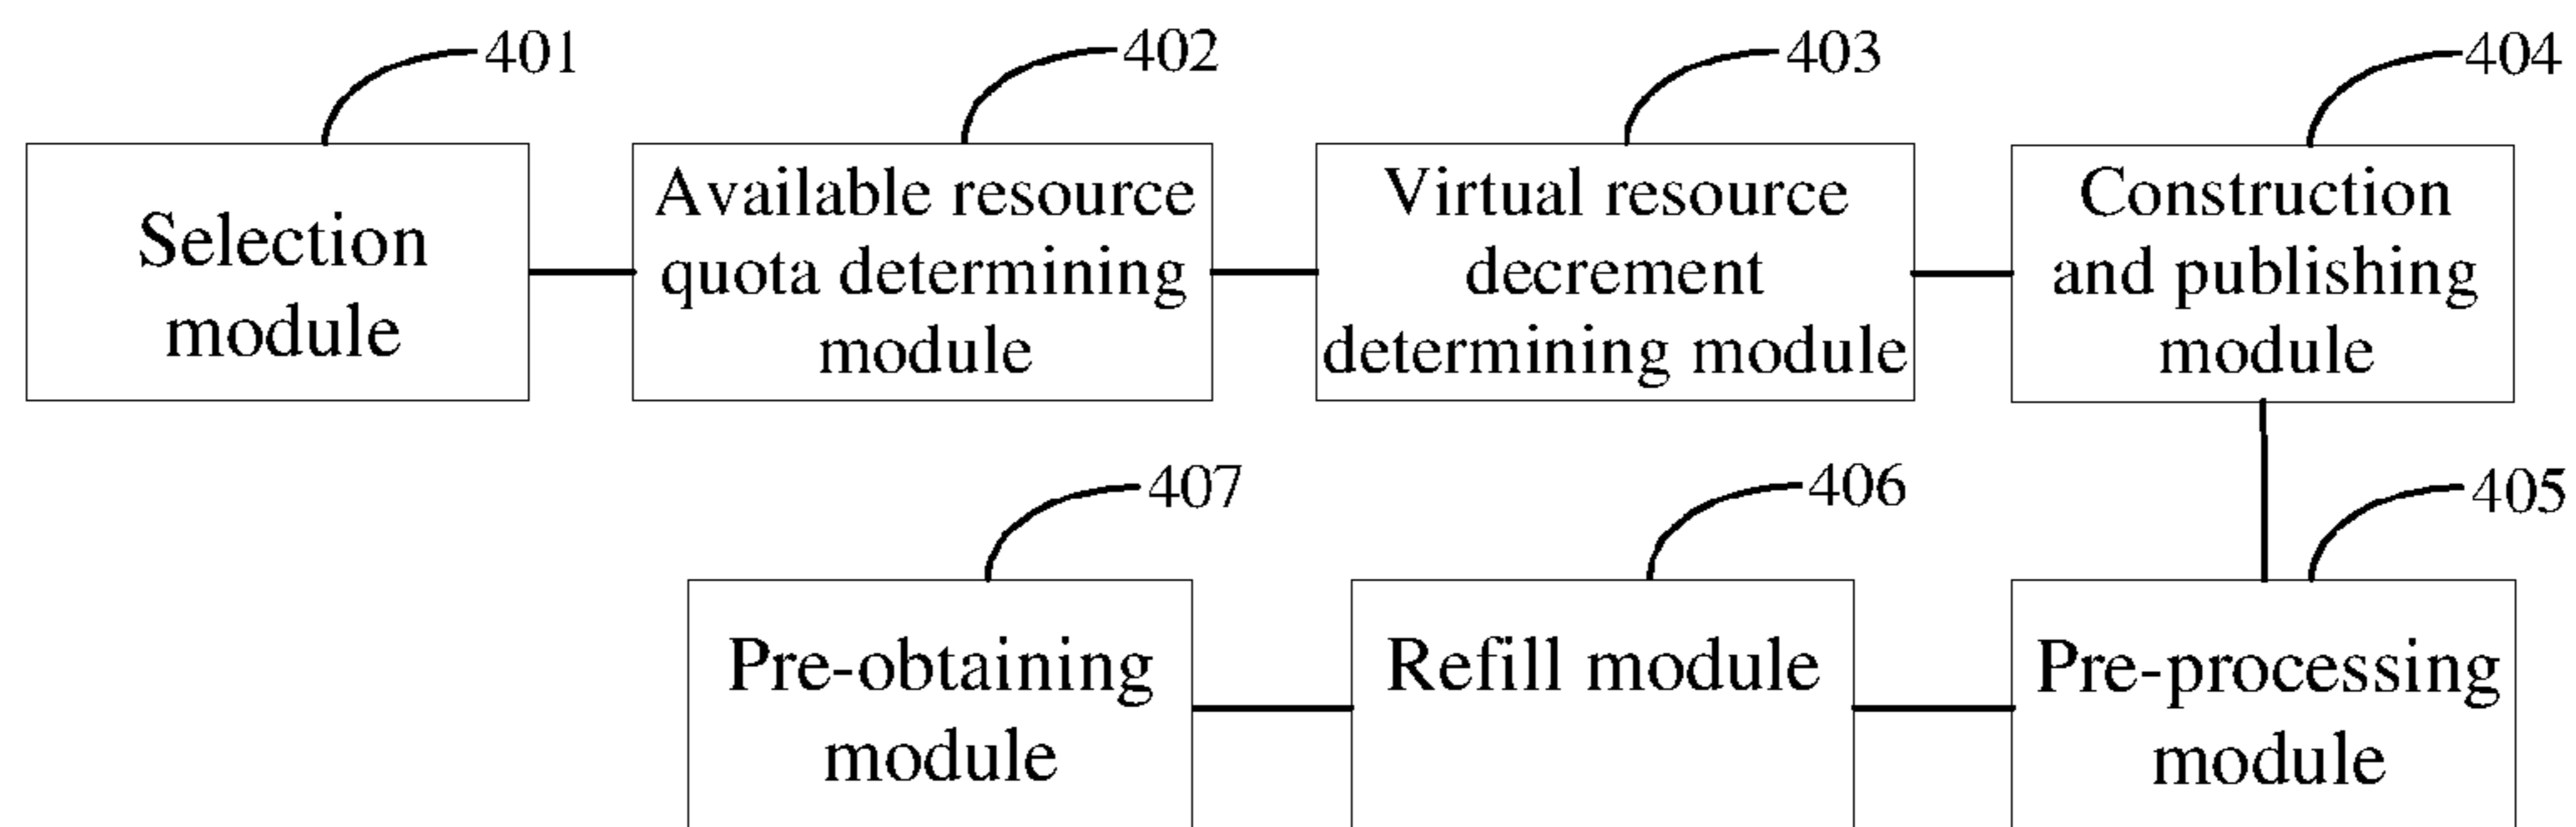 401
402
403
404
Selection
module
Available resource
quota determining
module
Virtual resource
decrement
determining module
Construction
and publishing
module
407
406
405
Pre-obtaining
module
Refill module
Pre-processing
module